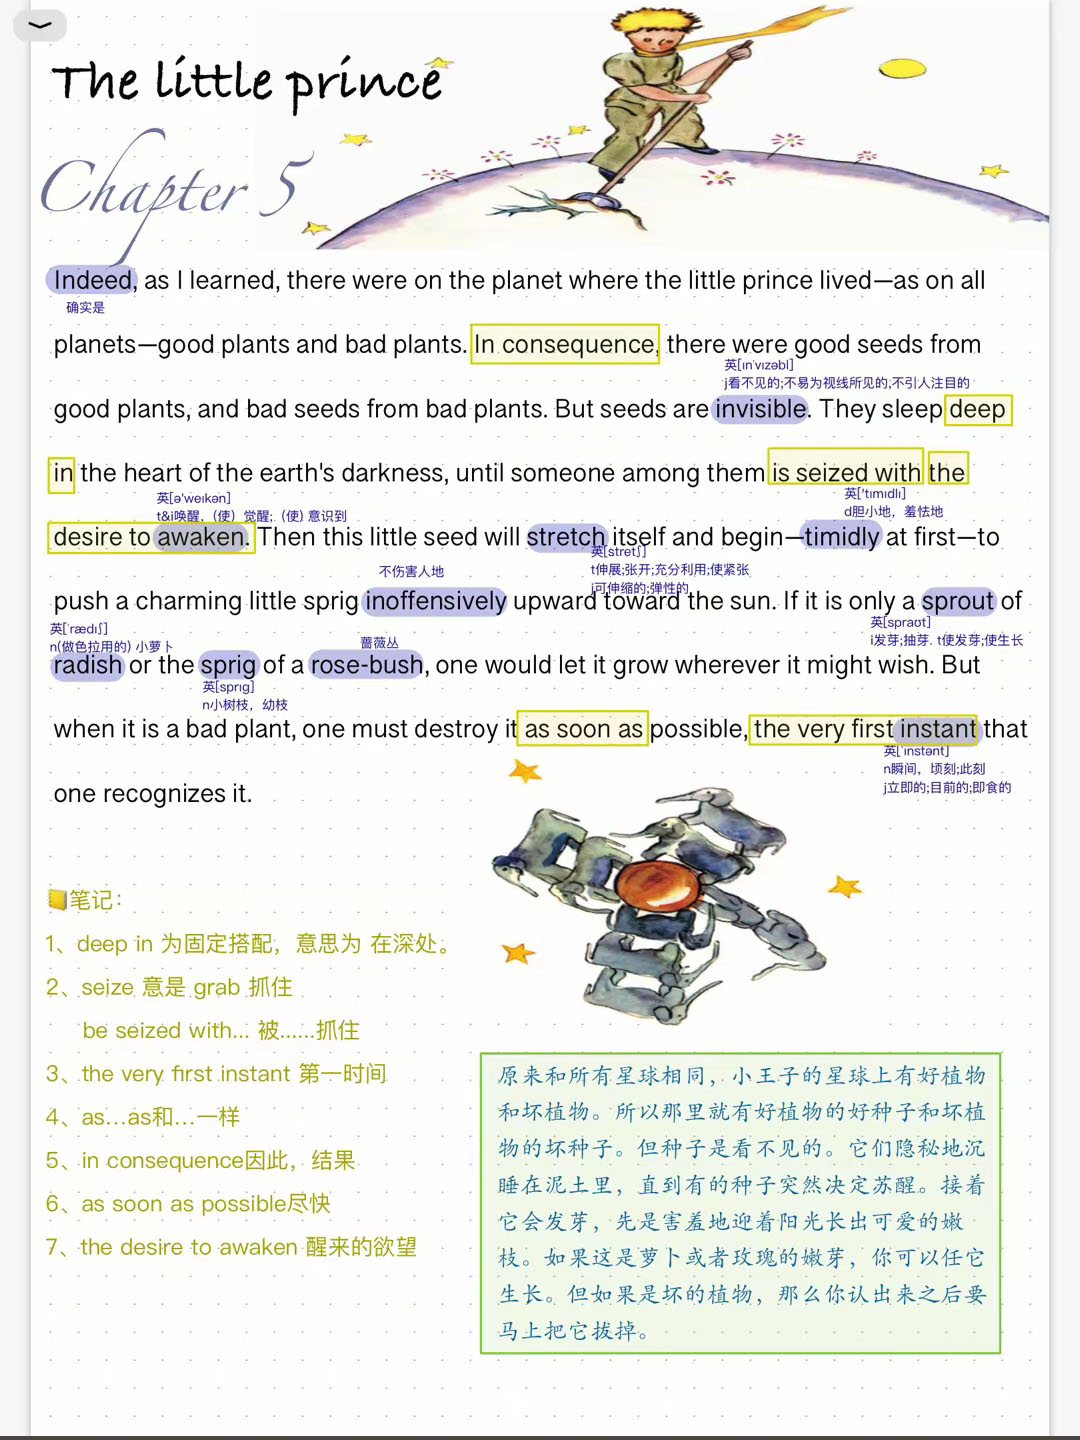 The little prince
Chapter 5
Indeed, as I learned, there were on the planet where the little prince lived—as on all
确实是
planets—good plants and bad plants. In consequence, there were good seeds from
英[ɪnˈvɪzəbl]
j看不见的;不易为视线所见的,不引人注目的
good plants, and bad seeds from bad plants. But seeds are invisible. They sleep deep
in the heart of the earth's darkness, until someone among them is seized with the
英[əˈweɪkən]
t&i唤醒，（使）觉醒;（使) 意识到
英[ˈtɪmɪdlɪ]
d胆小地，羞怯地
desire to awaken. Then this little seed will stretch itself and begin—timidly at first—to
英[stretʃ]
t伸展;张开;充分利用;使紧张
j可伸缩的;弹性的
不伤害人地
push a charming little sprig inoffensively upward toward the sun. If it is only a sprout of
英[ˈrædɪʃ]
n(做色拉用的) 小萝卜
蔷薇丛
英[spraʊt]
i发芽;抽芽. t使发芽;使生长
radish or the sprig of a rose-bush, one would let it grow wherever it might wish. But
英[sprɪg]
n小树枝，幼枝
when it is a bad plant, one must destroy it as soon as possible, the very first instant that
英[ˈɪnstənt]
n瞬间，顷刻;此刻
j立即的;目前的;即食的
one recognizes it.
📒笔记：
1、deep in 为固定搭配，意思为 在深处。
2、seize 意是 grab 抓住
be seized with... 被......抓住
3、the very first instant 第一时间
4、as...as和...一样
5、in consequence因此，结果
6、as soon as possible尽快
7、the desire to awaken 醒来的欲望
原来和所有星球相同，小王子的星球上有好植物
和坏植物。所以那里就有好植物的好种子和坏植
物的坏种子。但种子是看不见的。它们隐秘地沉
睡在泥土里，直到有的种子突然决定苏醒。接着
它会发芽，先是害羞地迎着阳光长出可爱的嫩
枝。如果这是萝卜或者玫瑰的嫩芽，你可以任它
生长。但如果是坏的植物，那么你认出来之后要
马上把它拔掉。